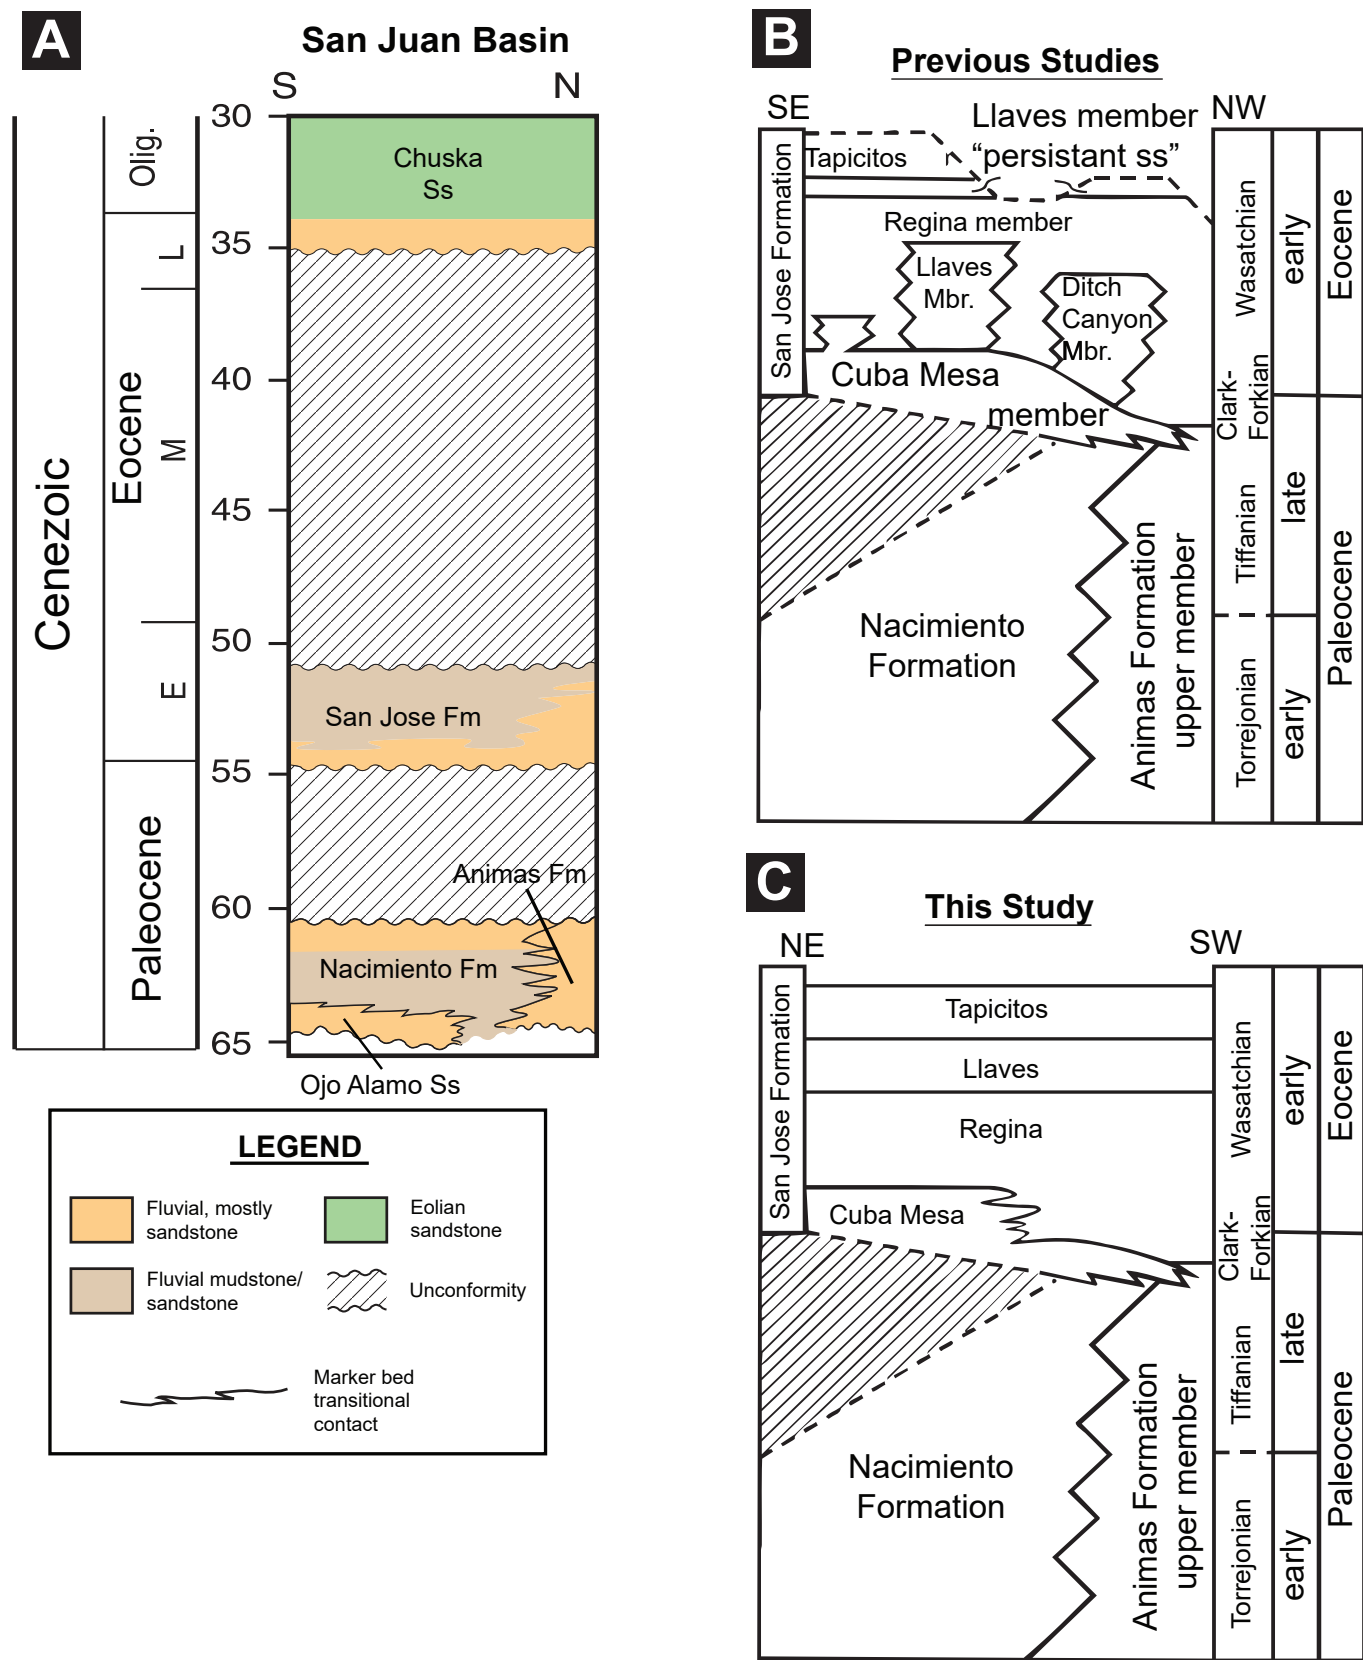 A
San Juan Basin
S
N
Cenezoic
Olig.
L
Eocene
M
E
Paleocene
30
35
40
45
50
55
60
65
Chuska
Ss
San Jose Fm
Animas Fm
Nacimiento Fm
Ojo Alamo Ss
LEGEND
Fluvial, mostly
sandstone
Eolian
sandstone
Fluvial mudstone/
sandstone
Unconformity
Marker bed
transitional
contact
B
Previous Studies
SE
NW
Llaves member
“persistant ss”
San Jose Formation
Tapicitos
Regina member
Llaves
Mbr.
Ditch
Canyon
Mbr.
Cuba Mesa
member
Nacimiento
Formation
Animas Formation
upper member
Wasatchian
Clark-
Forkian
Tiffanian
Torrejonian
early
late
early
Eocene
Paleocene
C
This Study
NE
SW
San Jose Formation
Tapicitos
Llaves
Regina
Cuba Mesa
Nacimiento
Formation
Animas Formation
upper member
Wasatchian
Clark-
Forkian
Tiffanian
Torrejonian
early
late
early
Eocene
Paleocene